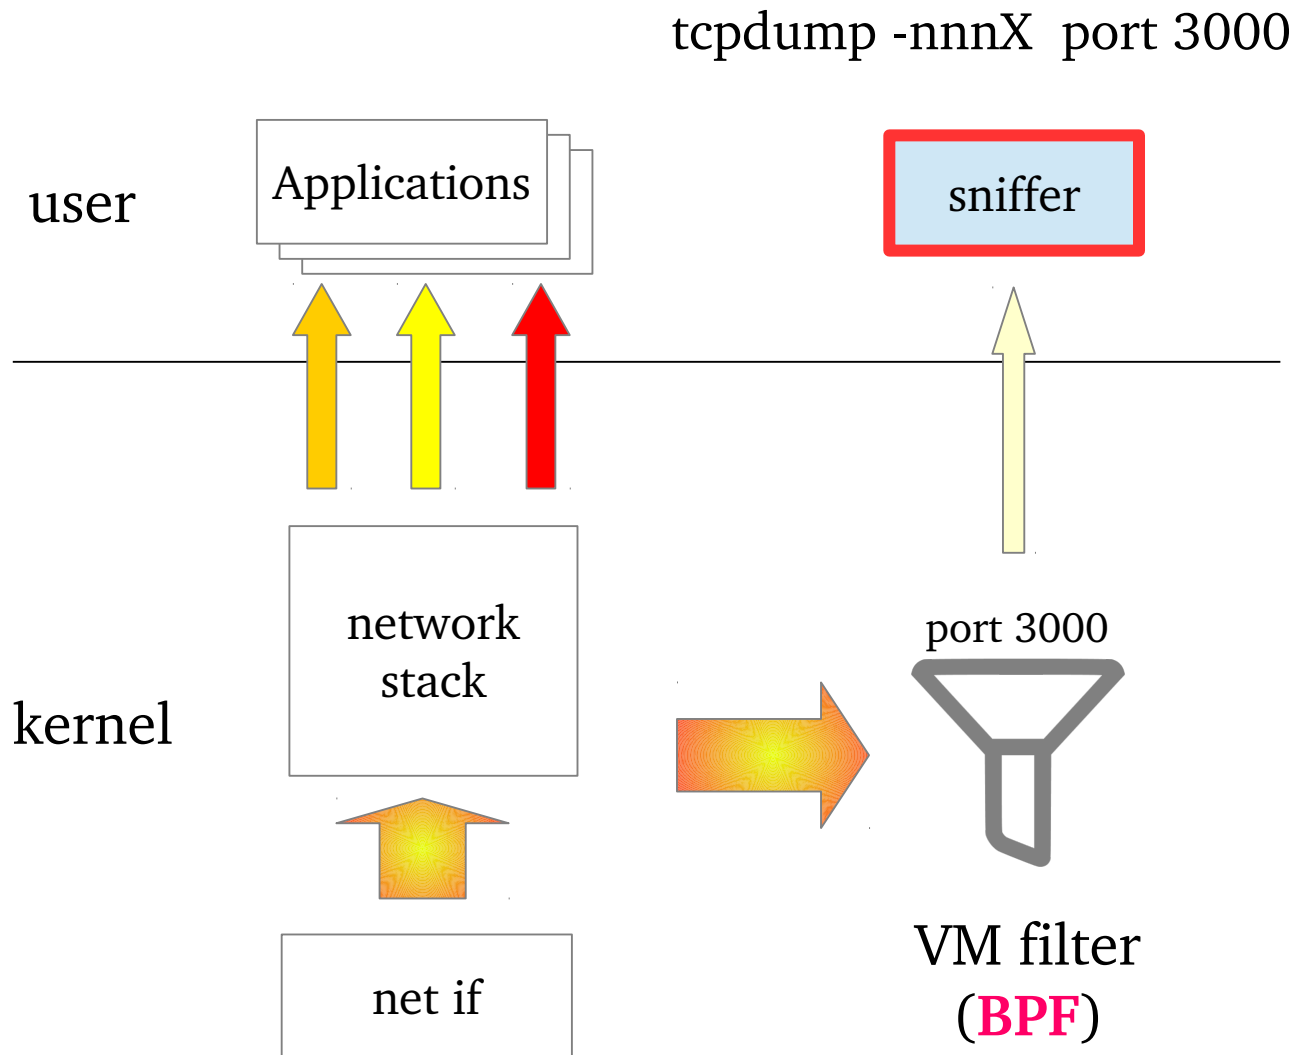 tcpdump -nnnX  port 3000
Applications
user
sniffer
network
stack
port 3000
kernel
net if
VM filter
(BPF)